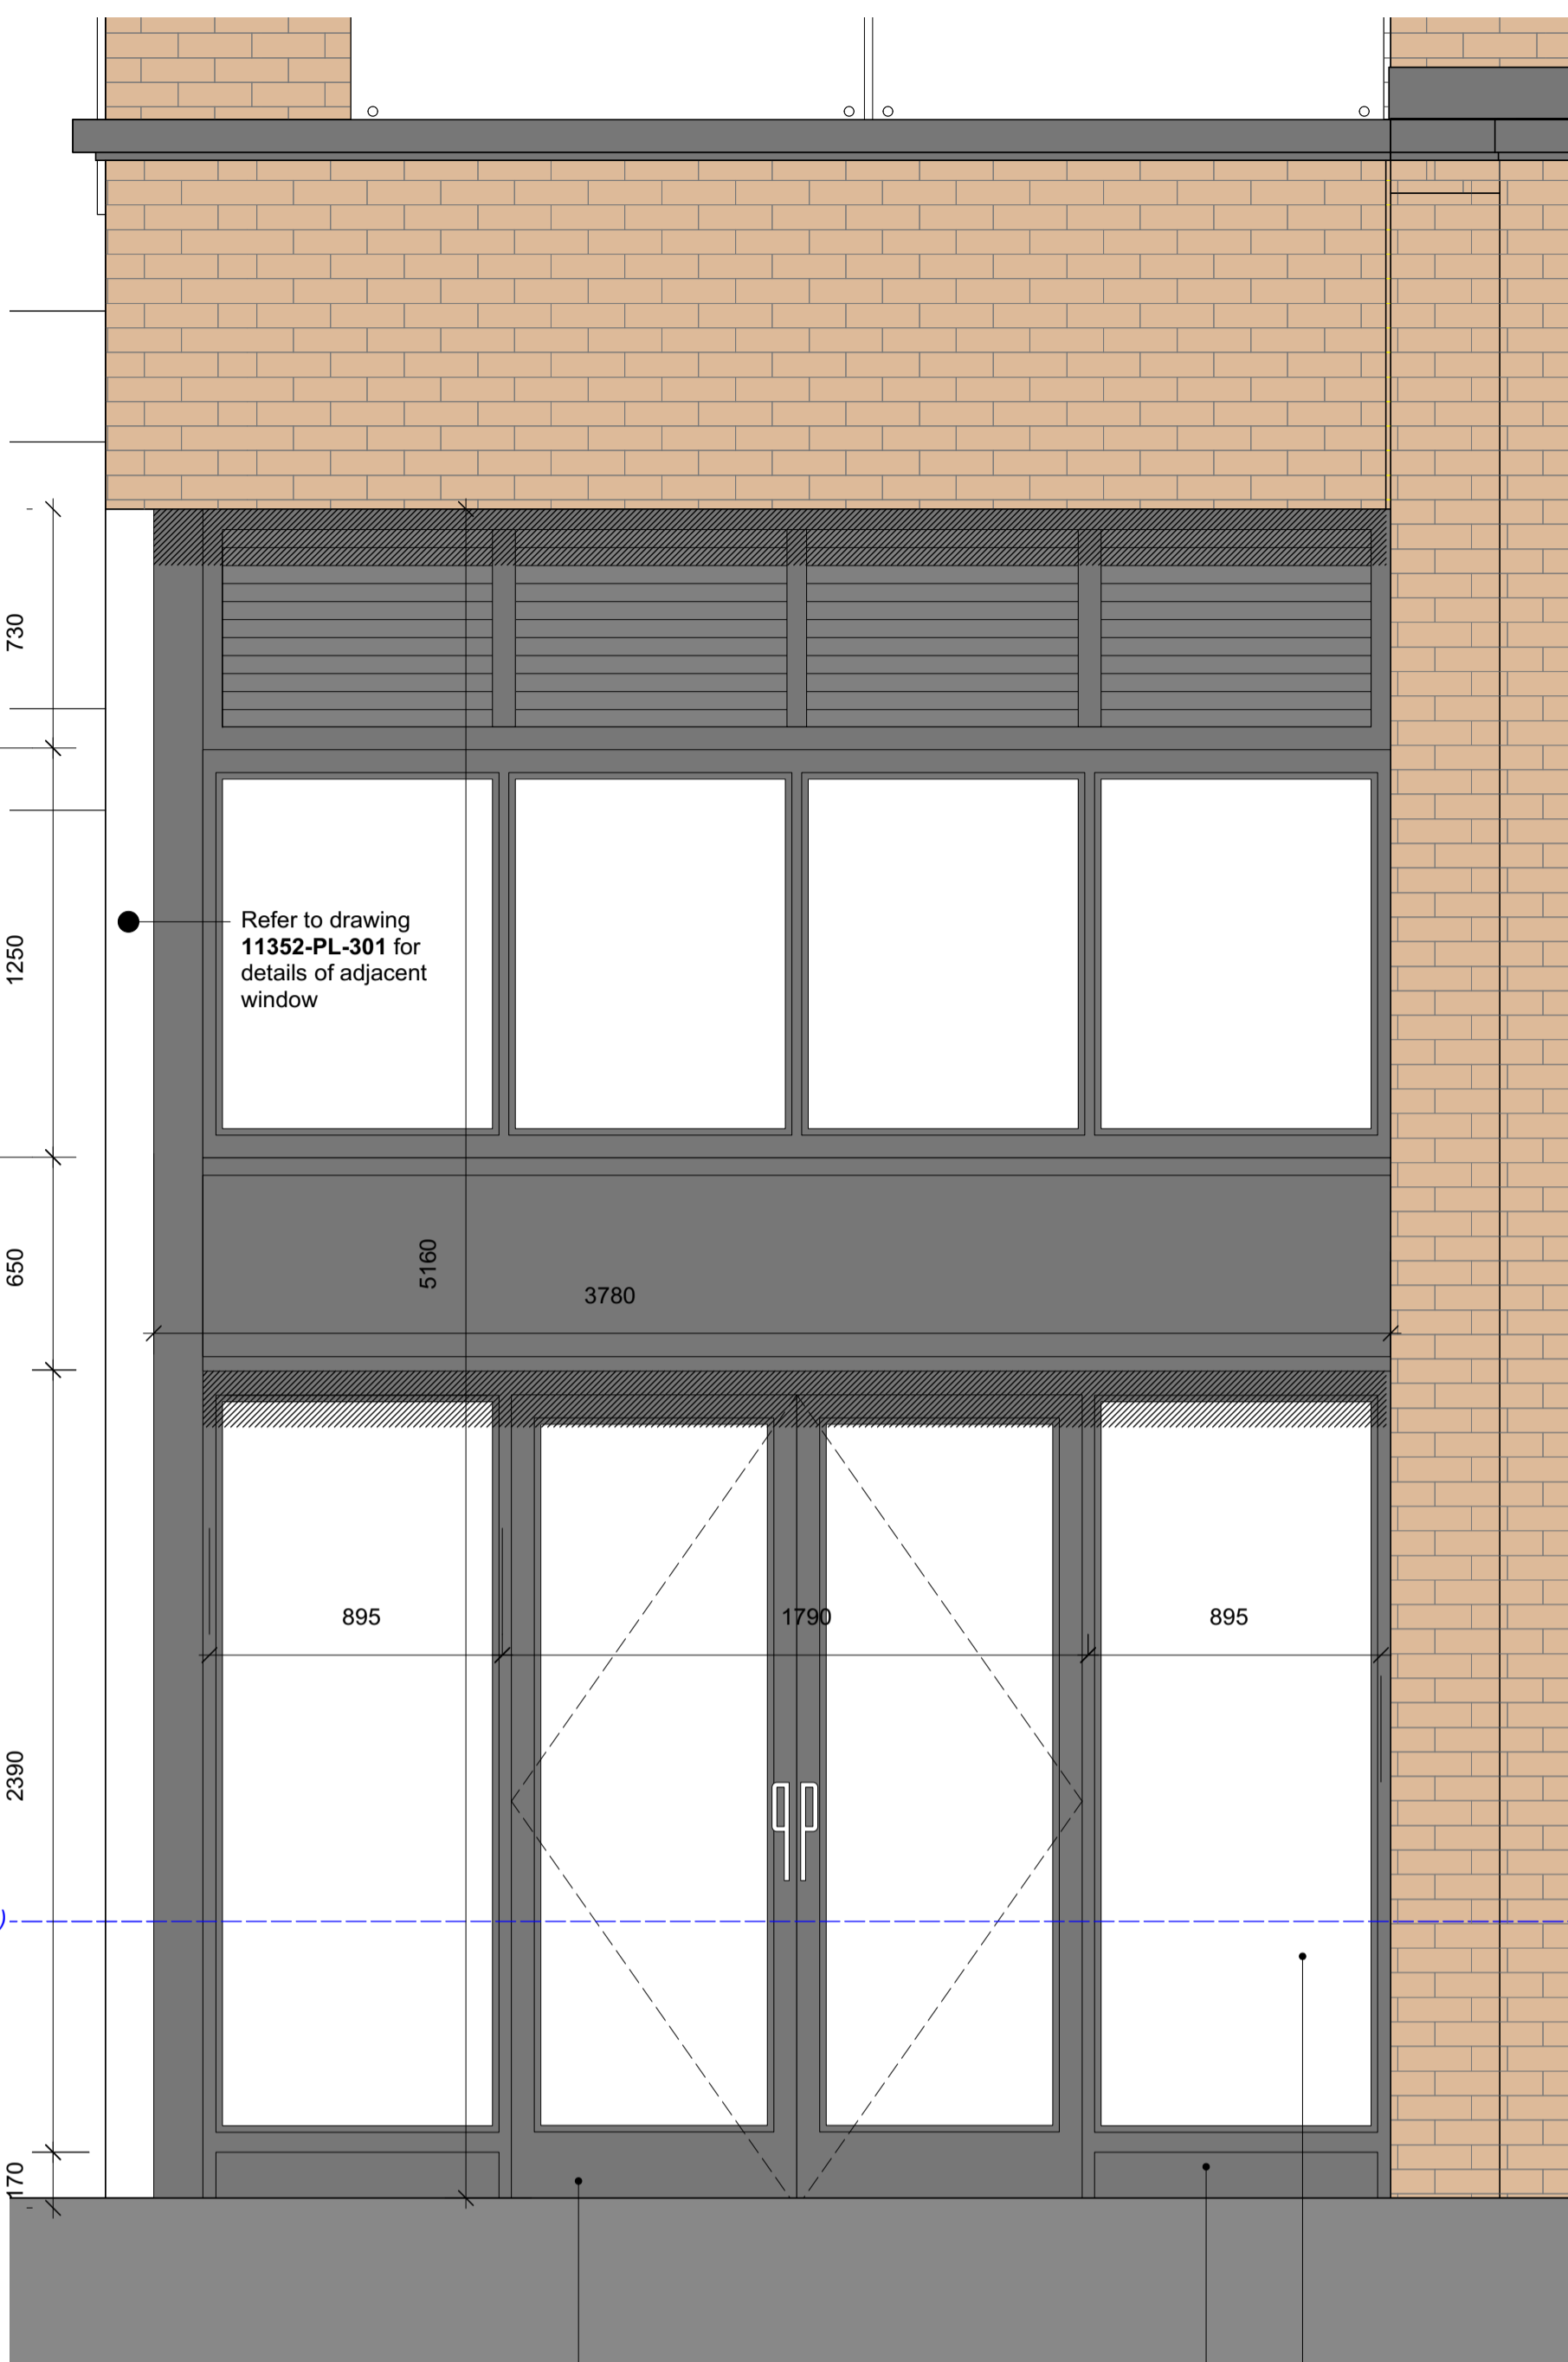 730
Refer to drawing
11352-PL-301 for
details of adjacent
window
1250
650
5160
3780
895
1790
895
2390
)
170